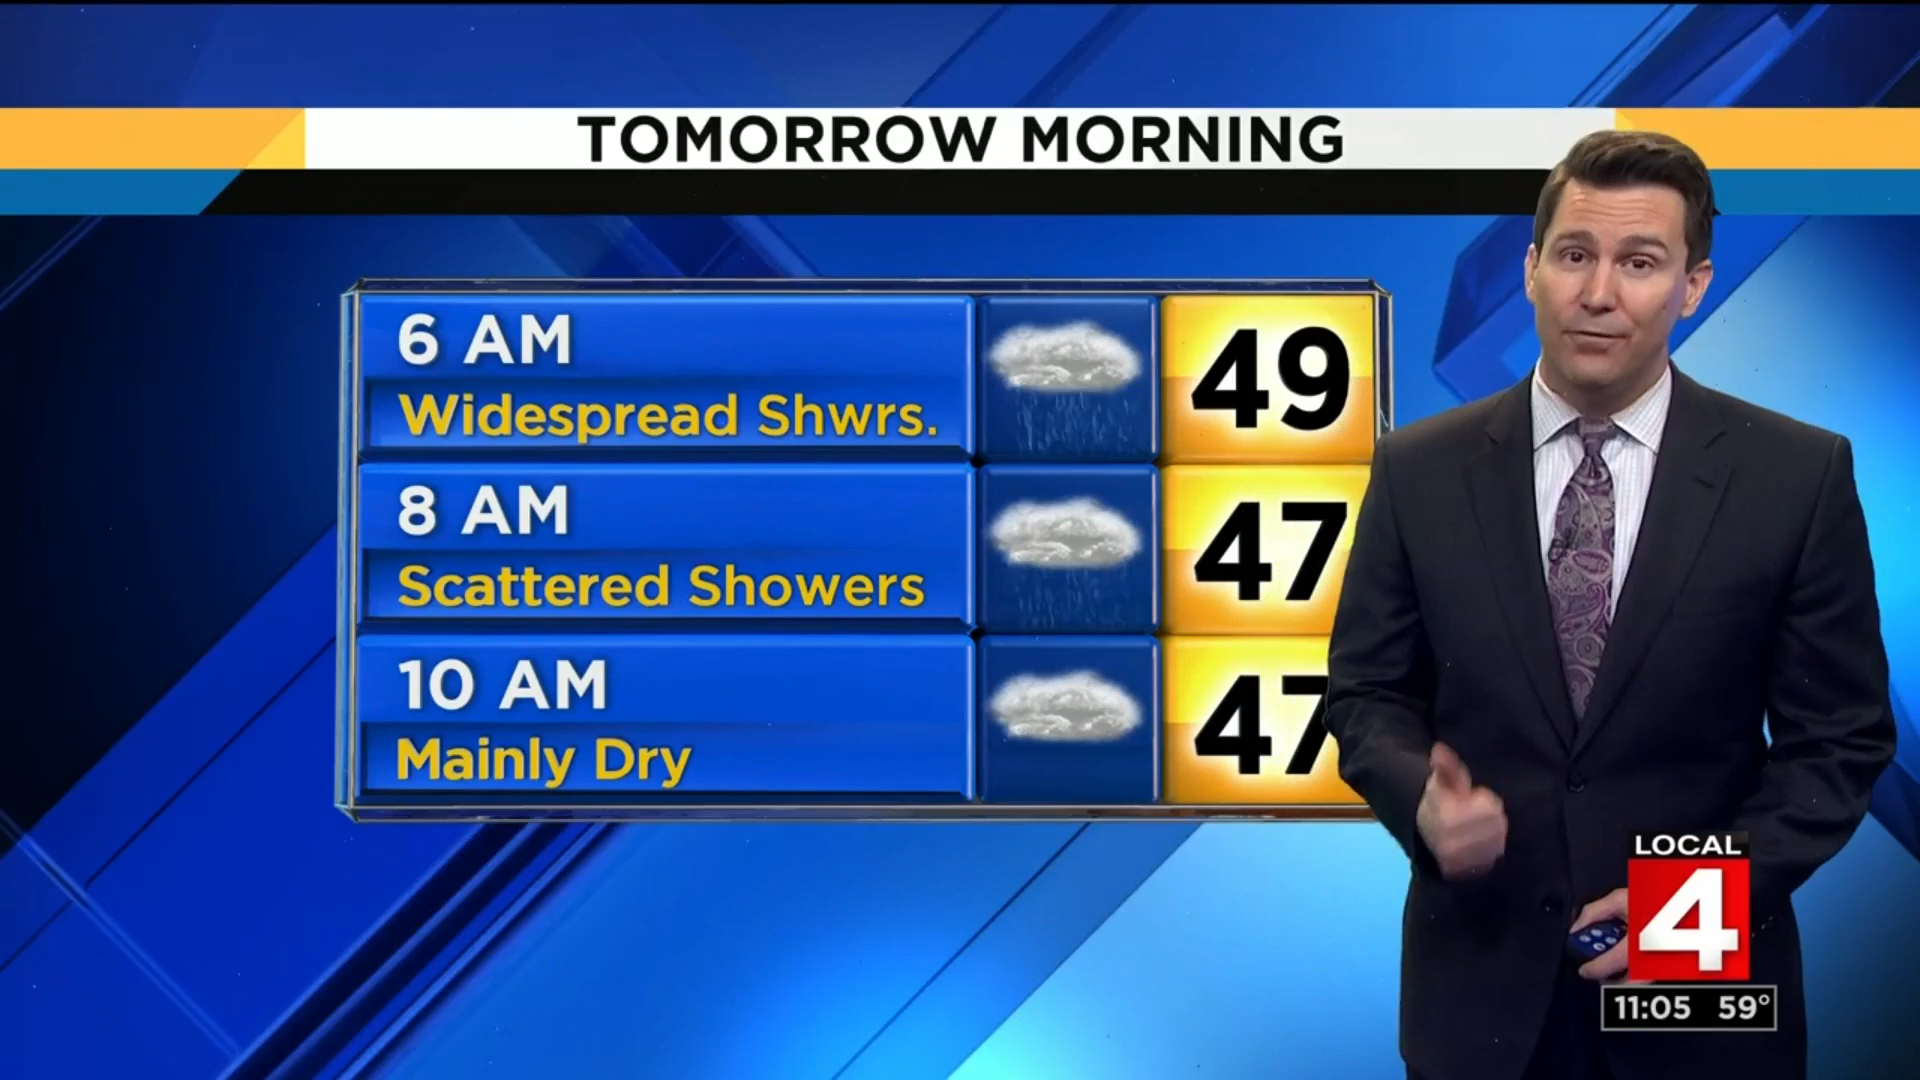 TOMORROW MORNING
6 AM
Widespread Shwrs.
49
8 AM
Scattered Showers
47
10 AM
Mainly Dry
47
LOCAL
4
11:05 59°